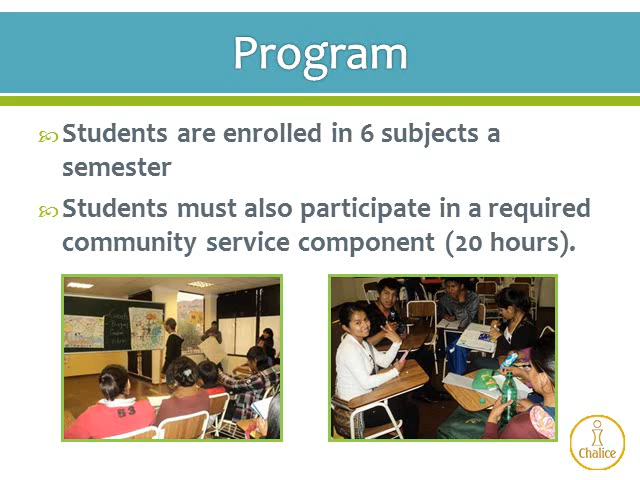 Program
Students are enrolled in 6 subjects a
semester
Students must also participate in a required
community service component (20 hours).
53
Chalice